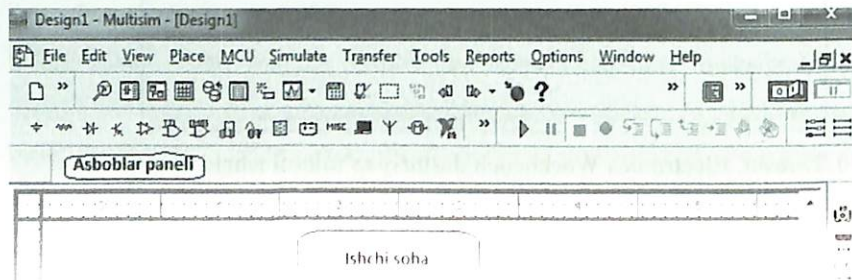 Design1 - Multisim - [Design1]
File Edit View Place MCU Simulate Transfer Tools Reports Options Window Help
MISC
Asboblar paneli
Ishchi soha